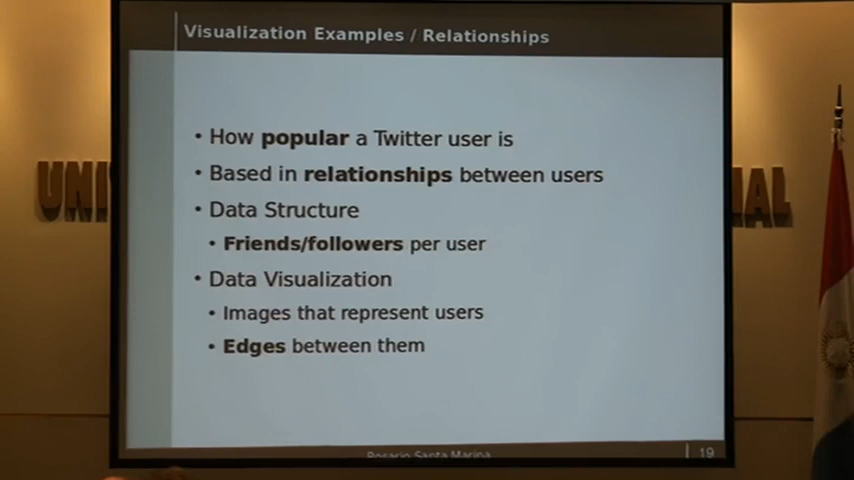 Visualization Examples / Relationships
• How popular a Twitter user is
• Based in relationships between users
• Data Structure
• Friends/followers per user
• Data Visualization
• Images that represent users
• Edges between them
Rosario Santa Marina
19